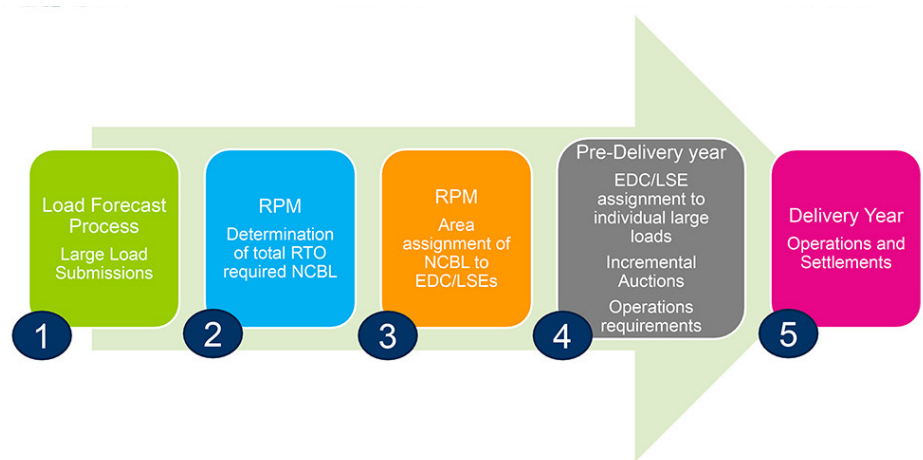 Load Forecast
Process
Large Load
Submissions
1
RPM
Determination
of total RTO
required NCBL
2
RPM
Area
assignment of
NCBL to
EDC/LSEs
3
Pre-Delivery year
EDC/LSE
assignment to
individual large
loads
Incremental
Auctions
Operations
requirements
4
Delivery Year
Operations and
Settlements
5